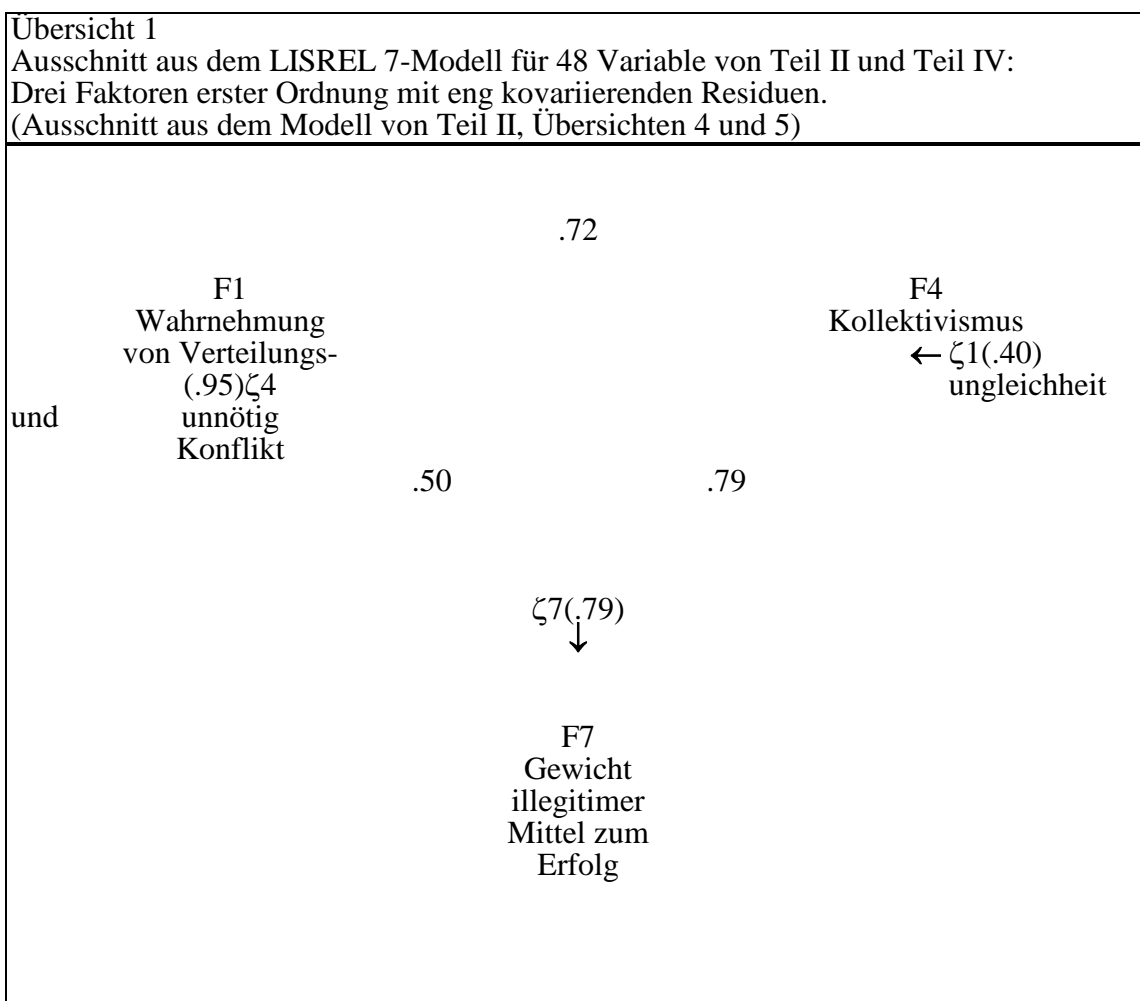 Übersicht 1
Ausschnitt aus dem LISREL 7-Modell für 48 Variable von Teil II und Teil IV:
Drei Faktoren erster Ordnung mit eng kovariierenden Residuen.
(Ausschnitt aus dem Modell von Teil II, Übersichten 4 und 5)
.72
F1 F4
Wahrnehmung Kollektivismus
von Verteilungs- ← ζ1(.40)
(.95)ζ4 ungleichheit
und unnötig
Konflikt
.50 .79
ζ7(.79)
↓
F7
Gewicht
illegitimer
Mittel zum
Erfolg